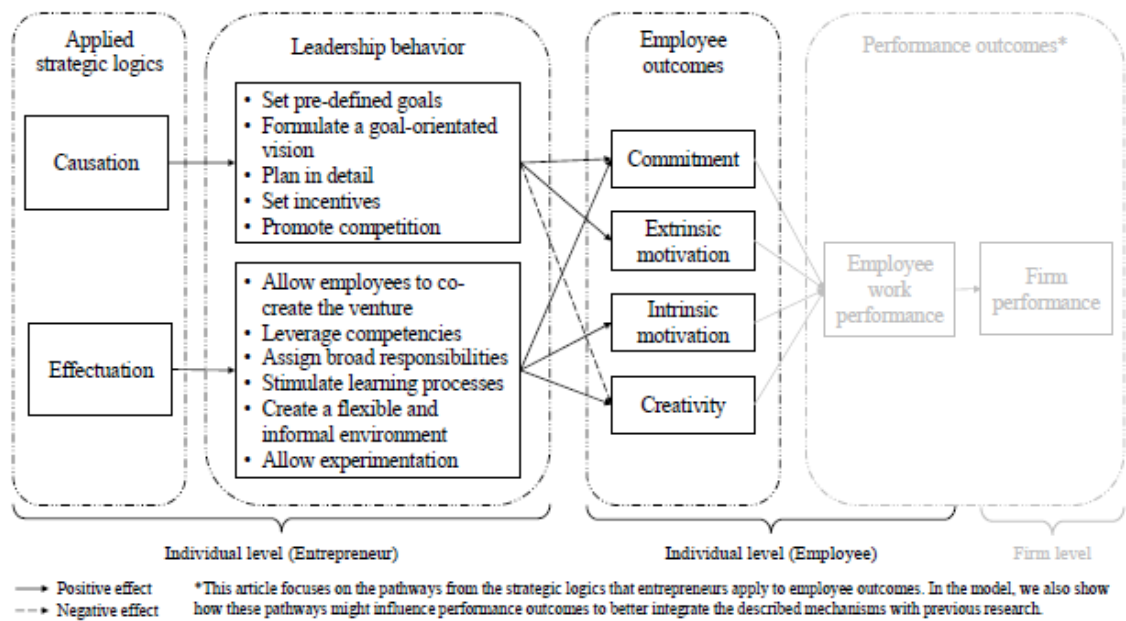 Applied
strategic logics
Leadership behavior
Employee
outcomes
Performance outcomes*
Causation
• Set pre-defined goals
• Formulate a goal-orientated
vision
• Plan in detail
• Set incentives
• Promote competition
Effectuation
• Allow employees to co-
create the venture
• Leverage competencies
• Assign broad responsibilities
• Stimulate learning processes
• Create a flexible and
informal environment
• Allow experimentation
Commitment
Extrinsic
motivation
Intrinsic
motivation
Creativity
Employee
work
performance
Firm
performance
Individual level (Entrepreneur)
Individual level (Employee)
Firm level
Positive effect
Negative effect
*This article focuses on the pathways from the strategic logics that entrepreneurs apply to employee outcomes. In the model, we also show
how these pathways might influence performance outcomes to better integrate the described mechanisms with previous research.